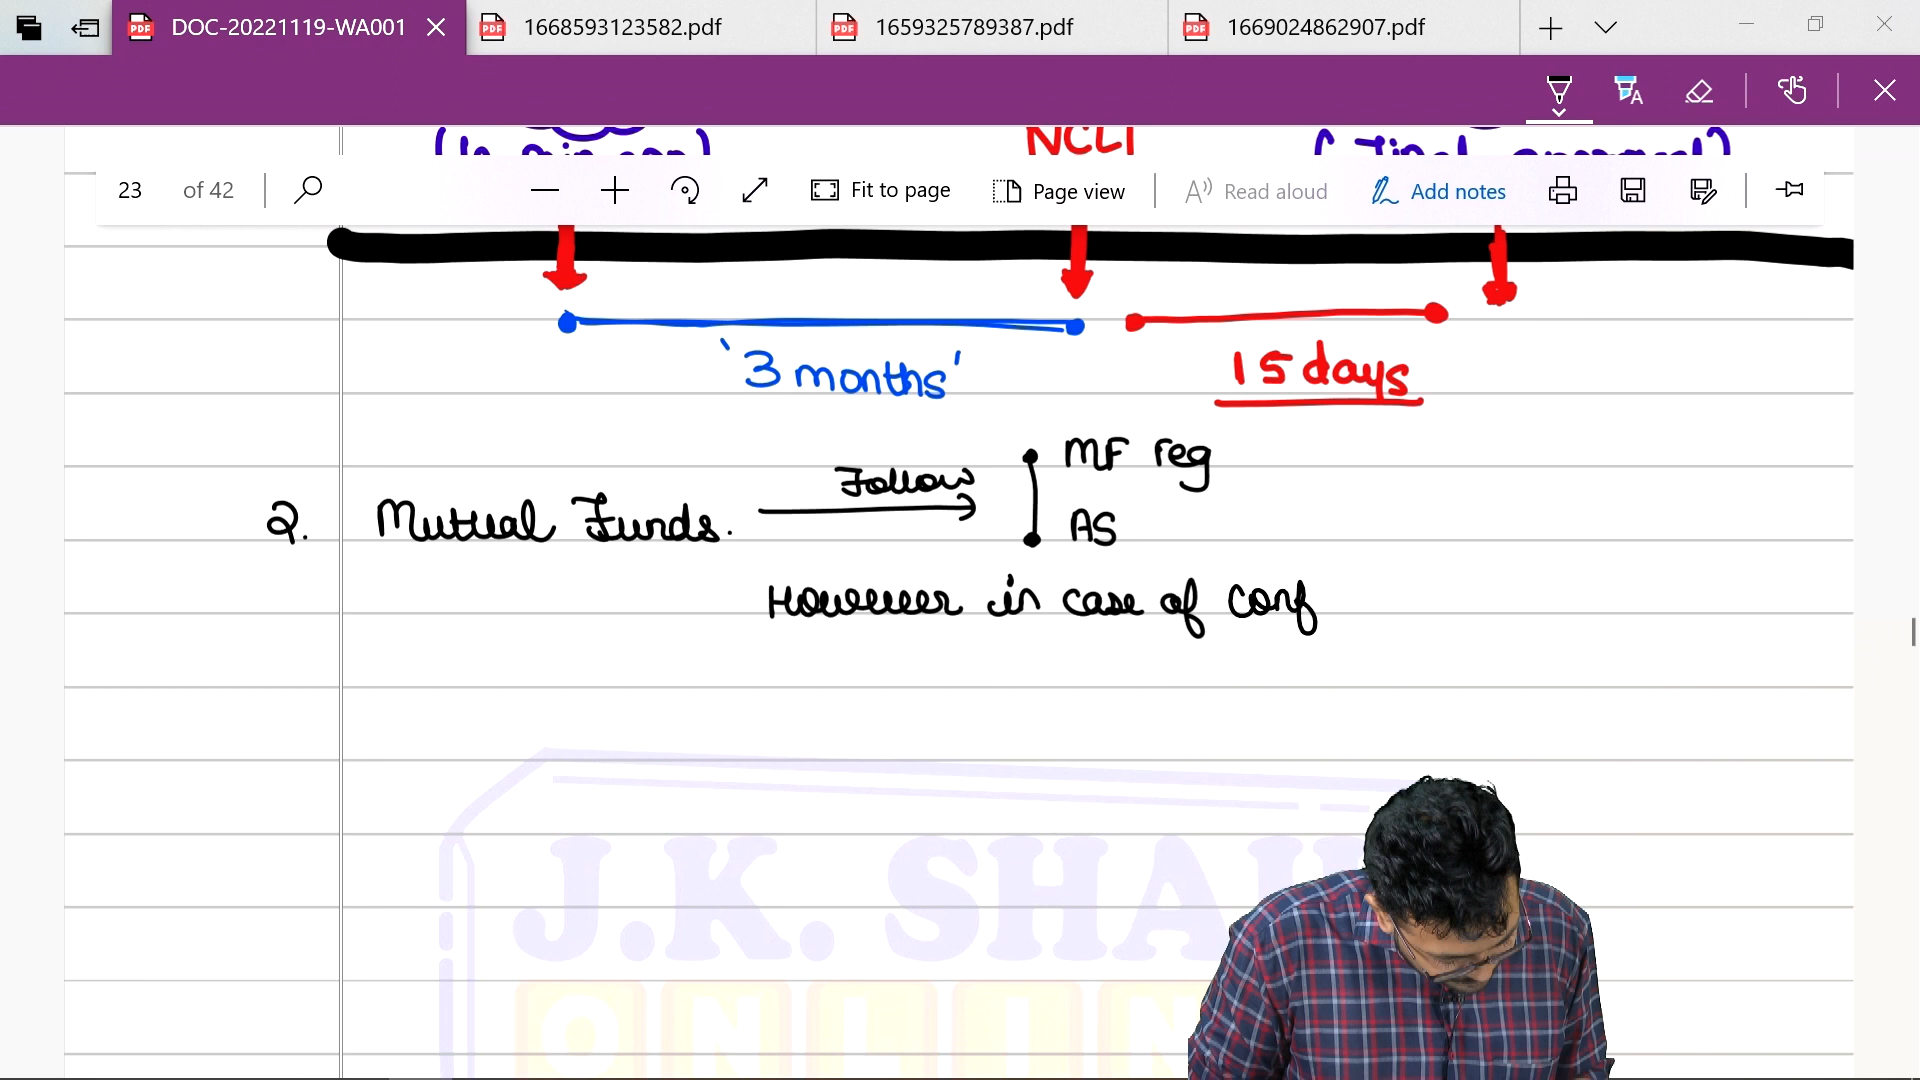 DOC-20221119-WA001
1668593123582.pdf
1659325789387.pdf
1669024862907.pdf
NCLT
23 of 42
Fit to page
Page view
Read aloud
Add notes
'3 months'
15 days
2. Mutual Funds. Follow
MF reg
AS
However in case of conf
J.K. SHAH
ONLI